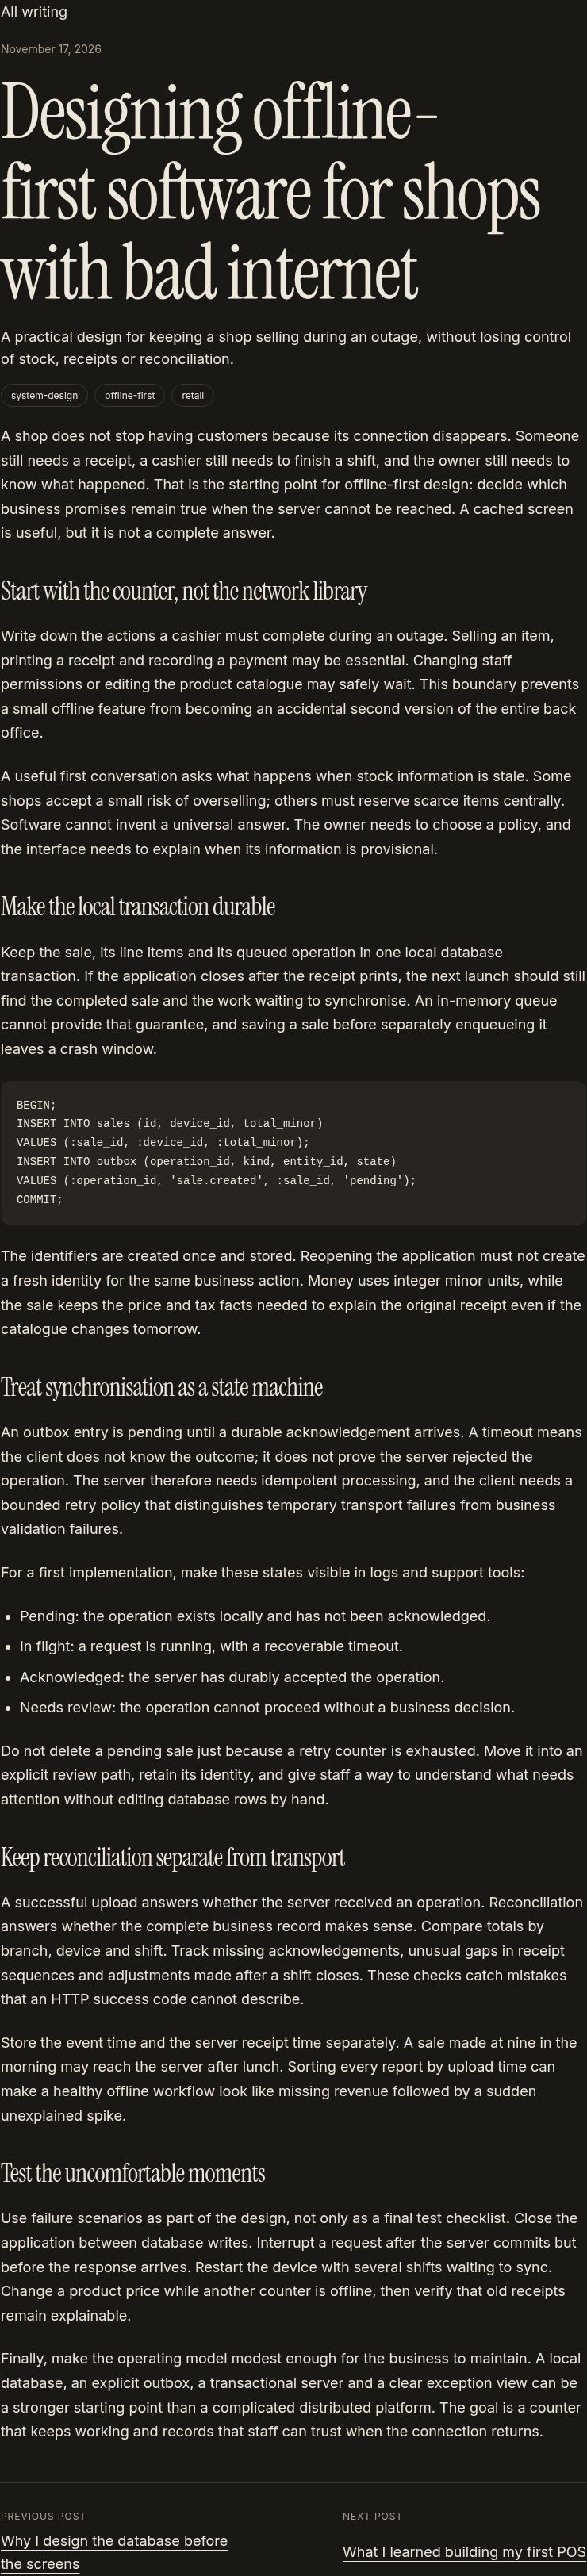 All writing
November 17, 2026
Designing offline-
first software for shops
with bad internet
A practical design for keeping a shop selling during an outage, without losing control
of stock, receipts or reconciliation.
system-design offline-first retail
A shop does not stop having customers because its connection disappears. Someone
still needs a receipt, a cashier still needs to finish a shift, and the owner still needs to
know what happened. That is the starting point for offline-first design: decide which
business promises remain true when the server cannot be reached. A cached screen
is useful, but it is not a complete answer.
Start with the counter, not the network library
Write down the actions a cashier must complete during an outage. Selling an item,
printing a receipt and recording a payment may be essential. Changing staff
permissions or editing the product catalogue may safely wait. This boundary prevents
a small offline feature from becoming an accidental second version of the entire back
office.
A useful first conversation asks what happens when stock information is stale. Some
shops accept a small risk of overselling; others must reserve scarce items centrally.
Software cannot invent a universal answer. The owner needs to choose a policy, and
the interface needs to explain when its information is provisional.
Make the local transaction durable
Keep the sale, its line items and its queued operation in one local database
transaction. If the application closes after the receipt prints, the next launch should still
find the completed sale and the work waiting to synchronise. An in-memory queue
cannot provide that guarantee, and saving a sale before separately enqueueing it
leaves a crash window.
BEGIN;
INSERT INTO sales (id, device_id, total_minor)
VALUES (:sale_id, :device_id, :total_minor);
INSERT INTO outbox (operation_id, kind, entity_id, state)
VALUES (:operation_id, 'sale.created', :sale_id, 'pending');
COMMIT;
The identifiers are created once and stored. Reopening the application must not create
a fresh identity for the same business action. Money uses integer minor units, while
the sale keeps the price and tax facts needed to explain the original receipt even if the
catalogue changes tomorrow.
Treat synchronisation as a state machine
An outbox entry is pending until a durable acknowledgement arrives. A timeout means
the client does not know the outcome; it does not prove the server rejected the
operation. The server therefore needs idempotent processing, and the client needs a
bounded retry policy that distinguishes temporary transport failures from business
validation failures.
For a first implementation, make these states visible in logs and support tools:
• Pending: the operation exists locally and has not been acknowledged.
• In flight: a request is running, with a recoverable timeout.
• Acknowledged: the server has durably accepted the operation.
• Needs review: the operation cannot proceed without a business decision.
Do not delete a pending sale just because a retry counter is exhausted. Move it into an
explicit review path, retain its identity, and give staff a way to understand what needs
attention without editing database rows by hand.
Keep reconciliation separate from transport
A successful upload answers whether the server received an operation. Reconciliation
answers whether the complete business record makes sense. Compare totals by
branch, device and shift. Track missing acknowledgements, unusual gaps in receipt
sequences and adjustments made after a shift closes. These checks catch mistakes
that an HTTP success code cannot describe.
Store the event time and the server receipt time separately. A sale made at nine in the
morning may reach the server after lunch. Sorting every report by upload time can
make a healthy offline workflow look like missing revenue followed by a sudden
unexplained spike.
Test the uncomfortable moments
Use failure scenarios as part of the design, not only as a final test checklist. Close the
application between database writes. Interrupt a request after the server commits but
before the response arrives. Restart the device with several shifts waiting to sync.
Change a product price while another counter is offline, then verify that old receipts
remain explainable.
Finally, make the operating model modest enough for the business to maintain. A local
database, an explicit outbox, a transactional server and a clear exception view can be
a stronger starting point than a complicated distributed platform. The goal is a counter
that keeps working and records that staff can trust when the connection returns.
PREVIOUS POST
Why I design the database before
the screens
NEXT POST
What I learned building my first POS